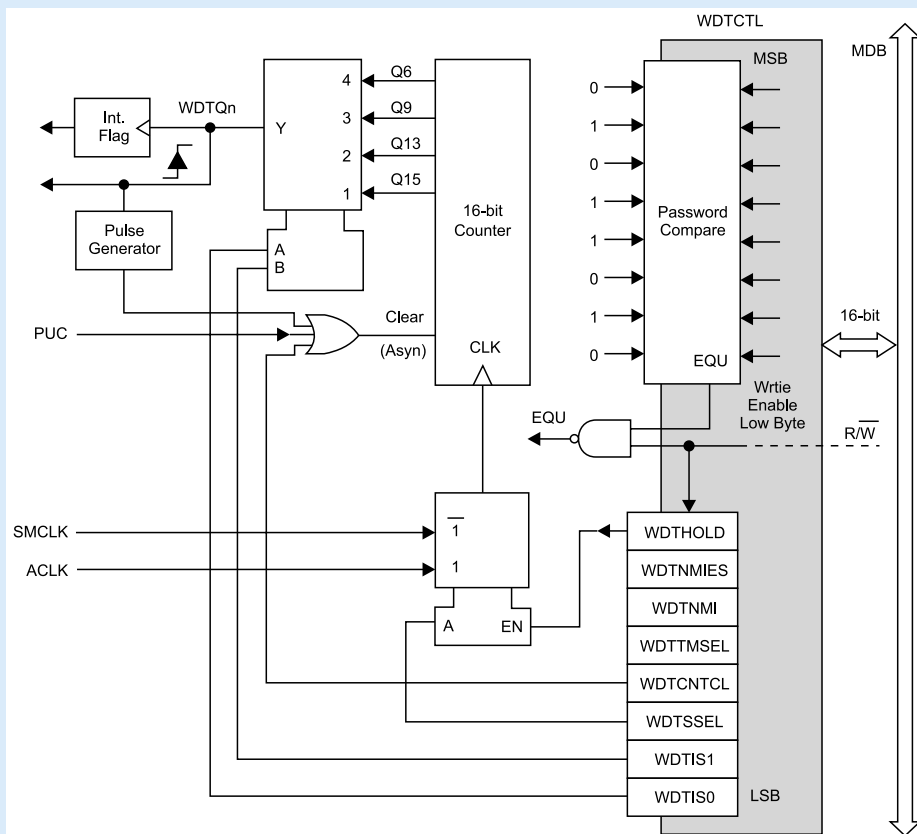 WDTCTL
MDB
MSB
Q6
Q9
Q13
Q15
4
3
2
1
Y
WDTQn
Int.
Flag
Pulse
Generator
A
B
16-bit
Counter
CLK
PUC
Clear
(Asyn)
0
1
0
1
1
0
1
0
Password
Compare
EQU
16-bit
Wrtie
Enable
Low Byte
EQU
R/W̅
SMCLK
ACLK
1̅
1
A
EN
WDTHOLD
WDTNMIES
WDTNMI
WDTTMSEL
WDTCNTCL
WDTSSEL
WDTIS1
WDTIS0
LSB